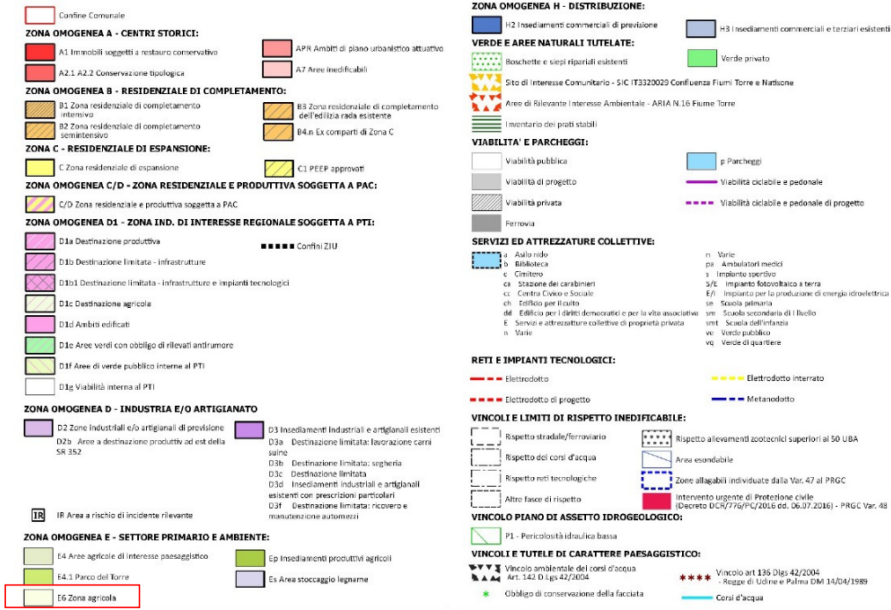 Confine Comunale
ZONA OMOGENEA A - CENTRI STORICI:
A1 Immobili soggetti a restauro conservativo
APR Ambiti di piano urbanistico attuativo
A2.1 A2.2 Conservazione tipologica
A7 Aree inedificabili
ZONA OMOGENEA B - RESIDENZIALE DI COMPLETAMENTO:
B1 Zona residenziale di completamento
intensivo
B3 Zona residenziale di completamento
dell'edilizia rada esistente
B2 Zona residenziale di completamento
semintensivo
B4.n Ex comparti di Zona C
ZONA C - RESIDENZIALE DI ESPANSIONE:
C Zona residenziale di espansione
C1 PEEP approvati
ZONA OMOGENEA C/D - ZONA RESIDENZIALE E PRODUTTIVA SOGGETTA A PAC:
C/D Zona residenziale e produttiva soggetta a PAC
ZONA OMOGENEA D1 - ZONA IND. DI INTERESSE REGIONALE SOGGETTA A PTI:
D1a Destinazione produttiva
Confini ZIU
D1b Destinazione limitata - infrastrutture
D1b1 Destinazione limitata - infrastrutture e impianti tecnologici
D1c Destinazione agricola
D1d Ambiti edificati
D1e Aree verdi con obbligo di rilevati antirumore
D1f Aree di verde pubblico interne al PTI
D1g Viabilità interna al PTI
ZONA OMOGENEA D - INDUSTRIA E/O ARTIGIANATO
D2 Zone industriali e/o artigianali di previsione
D2b Aree a destinazione produttiva ad est della
SR 352
D3 Insediamenti industriali e artigianali esistenti
D3a Destinazione limitata: lavorazione carni
suine
D3b Destinazione limitata: segheria
D3c Destinazione limitata
D3d Insediamenti industriali e artigianali
esistenti con prescrizioni particolari
D3f Destinazione limitata: ricovero e
manutenzione automezzi
IR IR Area a rischio di incidente rilevante
ZONA OMOGENEA E - SETTORE PRIMARIO E AMBIENTE:
E4 Aree agricole di interesse paesaggistico
Ep Insediamenti produttivi agricoli
E4.1 Parco del Torre
Es Area stoccaggio legname
E6 Zona agricola
ZONA OMOGENEA H - DISTRIBUZIONE:
H2 Insediamenti commerciali di previsione
H3 Insediamenti commerciali e terziari esistenti
VERDE E AREE NATURALI TUTELATE:
Boschette e siepi ripariali esistenti
Verde privato
Sito di Interesse Comunitario - SIC IT3320029 Confluenza Fiumi Torre e Natisone
Aree di Rilevante Interesse Ambientale - ARIA N.16 Fiume Torre
Inventario dei prati stabili
VIABILITA' E PARCHEGGI:
Viabilità pubblica
p Parcheggi
Viabilità di progetto
Viabilità ciclabile e pedonale
Viabilità privata
Viabilità ciclabile e pedonale di progetto
Ferrovia
SERVIZI ED ATTREZZATURE COLLETTIVE:
a Asilo nido
b Biblioteca
c Cimitero
ca Stazione dei carabinieri
cc Centro Civico e Sociale
ch Edificio per il culto
dd Edificio per i diritti democratici e per la vita associativa
E Servizi e attrezzature collettive di proprietà privata
n Varie
n Varie
pa Ambulatori medici
s Impianto sportivo
S/E Impianto fotovoltaico a terra
E/I Impianto per la produzione di energia idroelettrica
se Scuola primaria
sm Scuola secondaria di I livello
smt Scuola dell'infanzia
ve Verde pubblico
vq Verde di quartiere
RETI E IMPIANTI TECNOLOGICI:
Elettrodotto
Elettrodotto interrato
Elettrodotto di progetto
Metanodotto
VINCOLI E LIMITI DI RISPETTO INEDIFICABILE:
Rispetto stradale/ferroviario
Rispetto allevamenti zootecnici superiori ai 50 UBA
Rispetto dei corsi d'acqua
Area esondabile
Rispetto reti tecnologiche
Zone allagabili individuate dalla Var. 47 al PRGC
Altre fasce di rispetto
Intervento urgente di Protezione civile
(Decreto DCR/776/PC/2016 dd. 06.07.2016) - PRGC Var. 48
VINCOLO PIANO DI ASSETTO IDROGEOLOGICO:
P1 - Pericolosità idraulica bassa
VINCOLI E TUTELE DI CARATTERE PAESAGGISTICO:
Vincolo ambientale dei corsi d'acqua
Art. 142 D.Lgs 42/2004
Vincolo art 136 Dlgs 42/2004
- Rogge di Udine e Palma DM 14/04/1989
Obbligo di conservazione della facciata
Corsi d'acqua